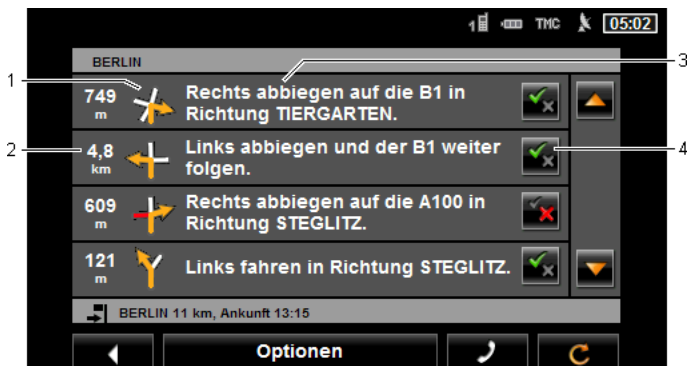 1 TMC 05:02
BERLIN
1
3
749 m
Rechts abbiegen auf die B1 in
Richtung TIERGARTEN.
2
4,8 km
Links abbiegen und der B1 weiter
folgen.
4
609 m
Rechts abbiegen auf die A100 in
Richtung STEGLITZ.
121 m
Links fahren in Richtung STEGLITZ.
BERLIN 11 km, Ankunft 13:15
Optionen